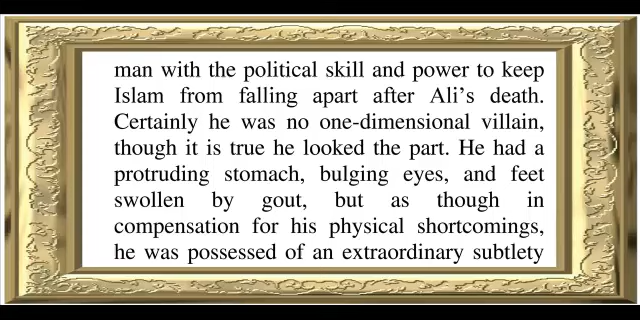 man with the political skill and power to keep
Islam from falling apart after Ali’s death.
Certainly he was no one-dimensional villain,
though it is true he looked the part. He had a
protruding stomach, bulging eyes, and feet
swollen by gout, but as though in
compensation for his physical shortcomings,
he was possessed of an extraordinary subtlety